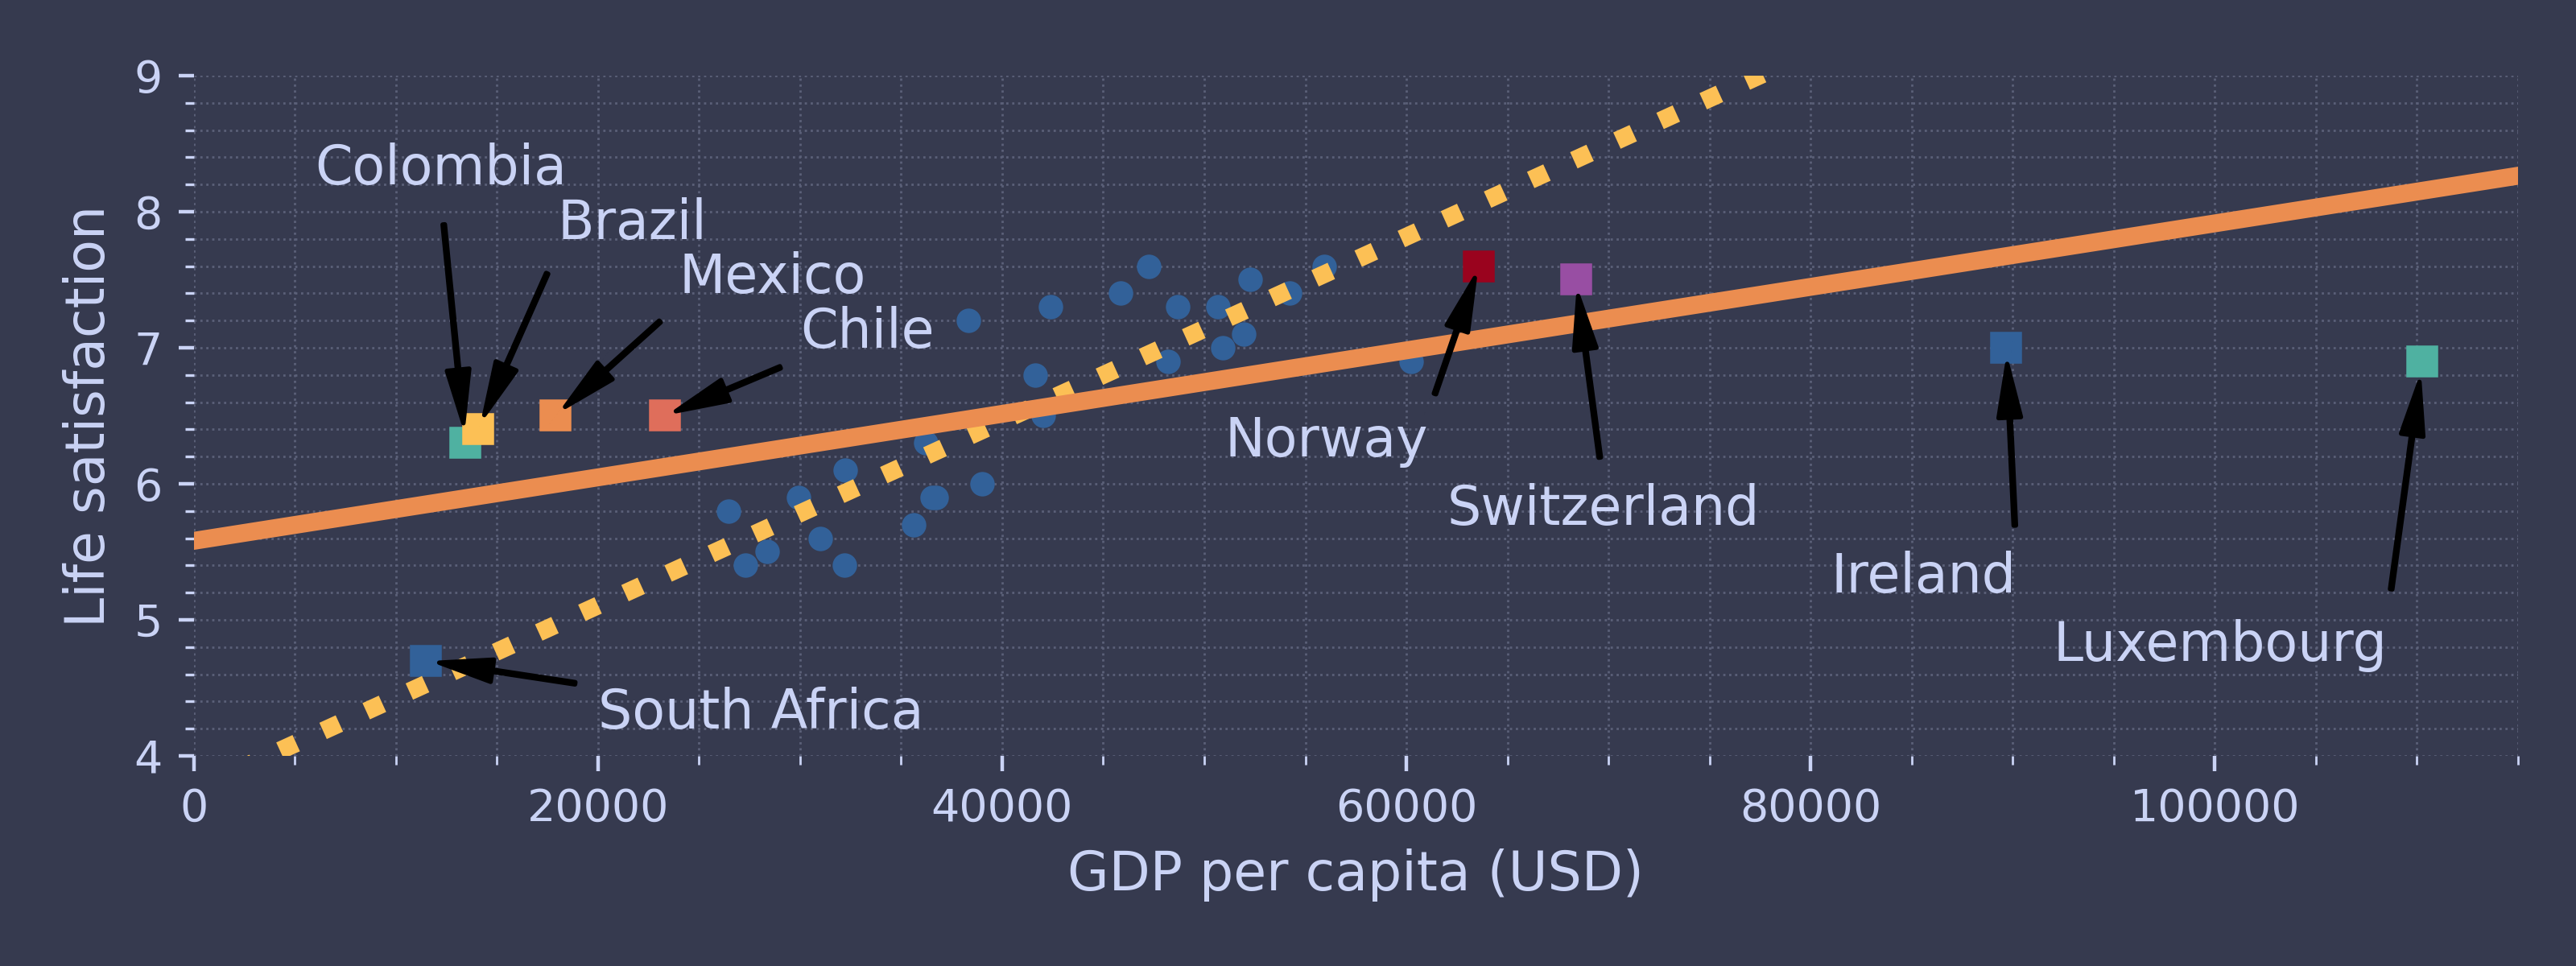 9
Colombia
8
Brazil
Mexico
Chile
7
Norway
6
Switzerland
Ireland
5
Luxembourg
South Africa
4
Life satisfaction
0 20000 40000 60000 80000 100000
GDP per capita (USD)